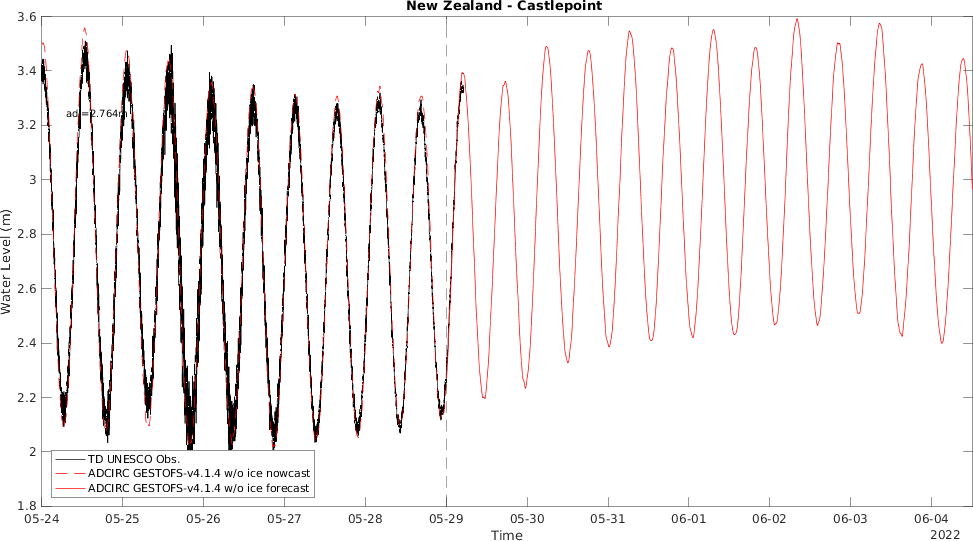 New Zealand - Castlepoint
3.6
3.4
3.2
3
2.8
2.6
2.4
2.2
2
1.8
Water Level (m)
adj=2.764m
TD UNESCO Obs.
ADCIRC GESTOFS-v4.1.4 w/o ice nowcast
ADCIRC GESTOFS-v4.1.4 w/o ice forecast
05-24 05-25 05-26 05-27 05-28 05-29 05-30 05-31 06-01 06-02 06-03 06-04
Time
2022